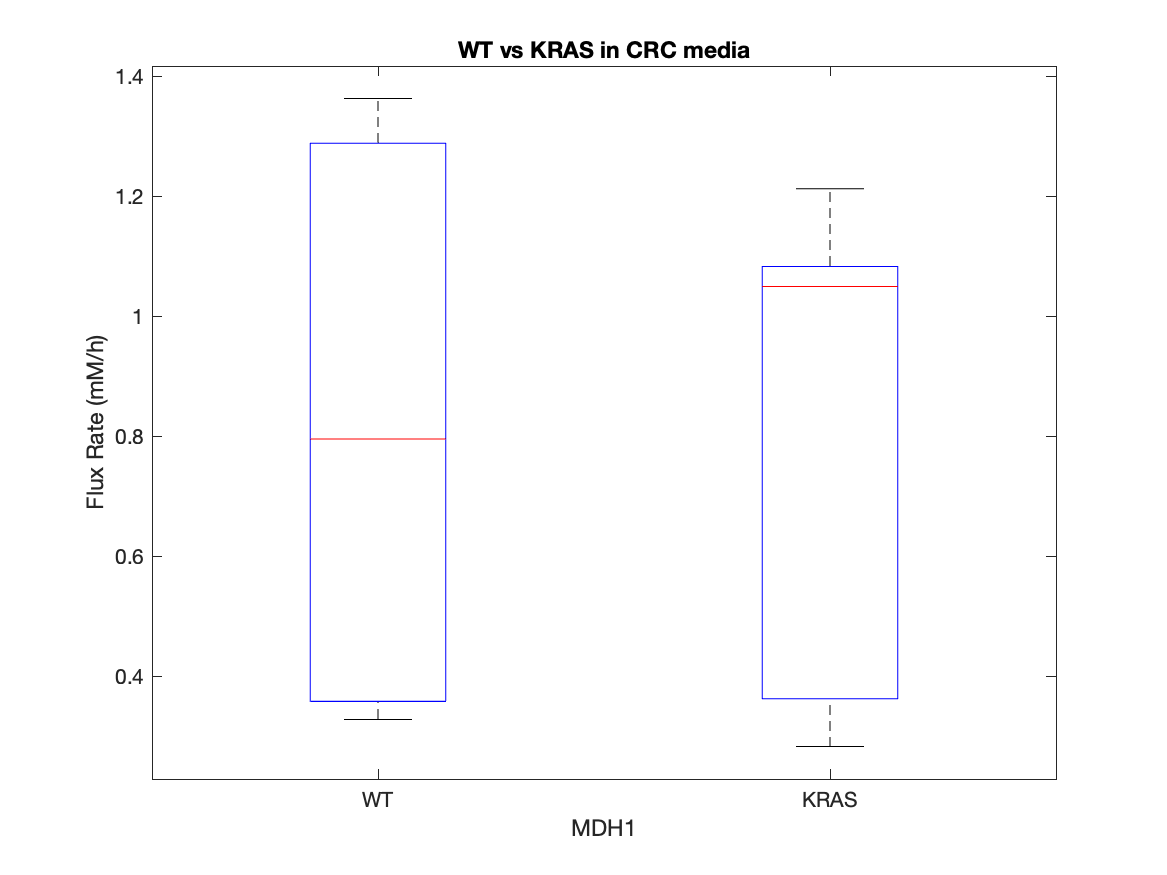 WT vs KRAS in CRC media
1.4
1.2
1
0.8
0.6
0.4
Flux Rate (mM/h)
WT
KRAS
MDH1